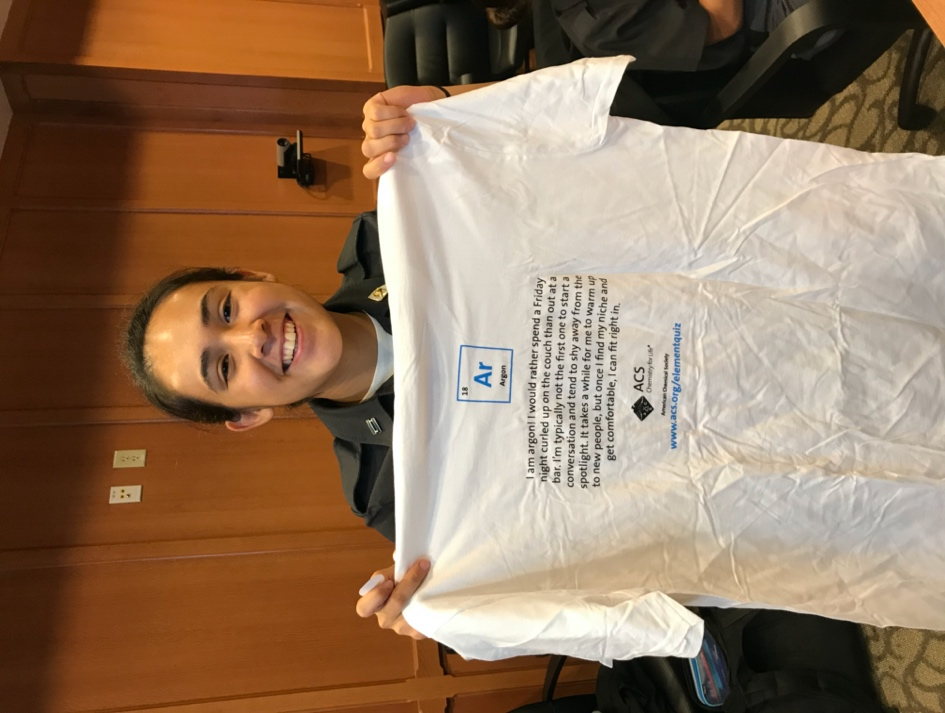 18
Ar
Argon
I am argon! I would rather spend a Friday
night curled up on the couch than out at a
bar. I'm typically not the first one to start a
conversation and tend to shy away from the
spotlight. It takes a while for me to warm up
to new people, but once I find my niche and
get comfortable, I can fit right in.
ACS
Chemistry for Life®
American Chemical Society
www.acs.org/elementquiz